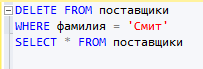 DELETE FROM поставщики
WHERE фамилия = 'Смит'
SELECT * FROM поставщики